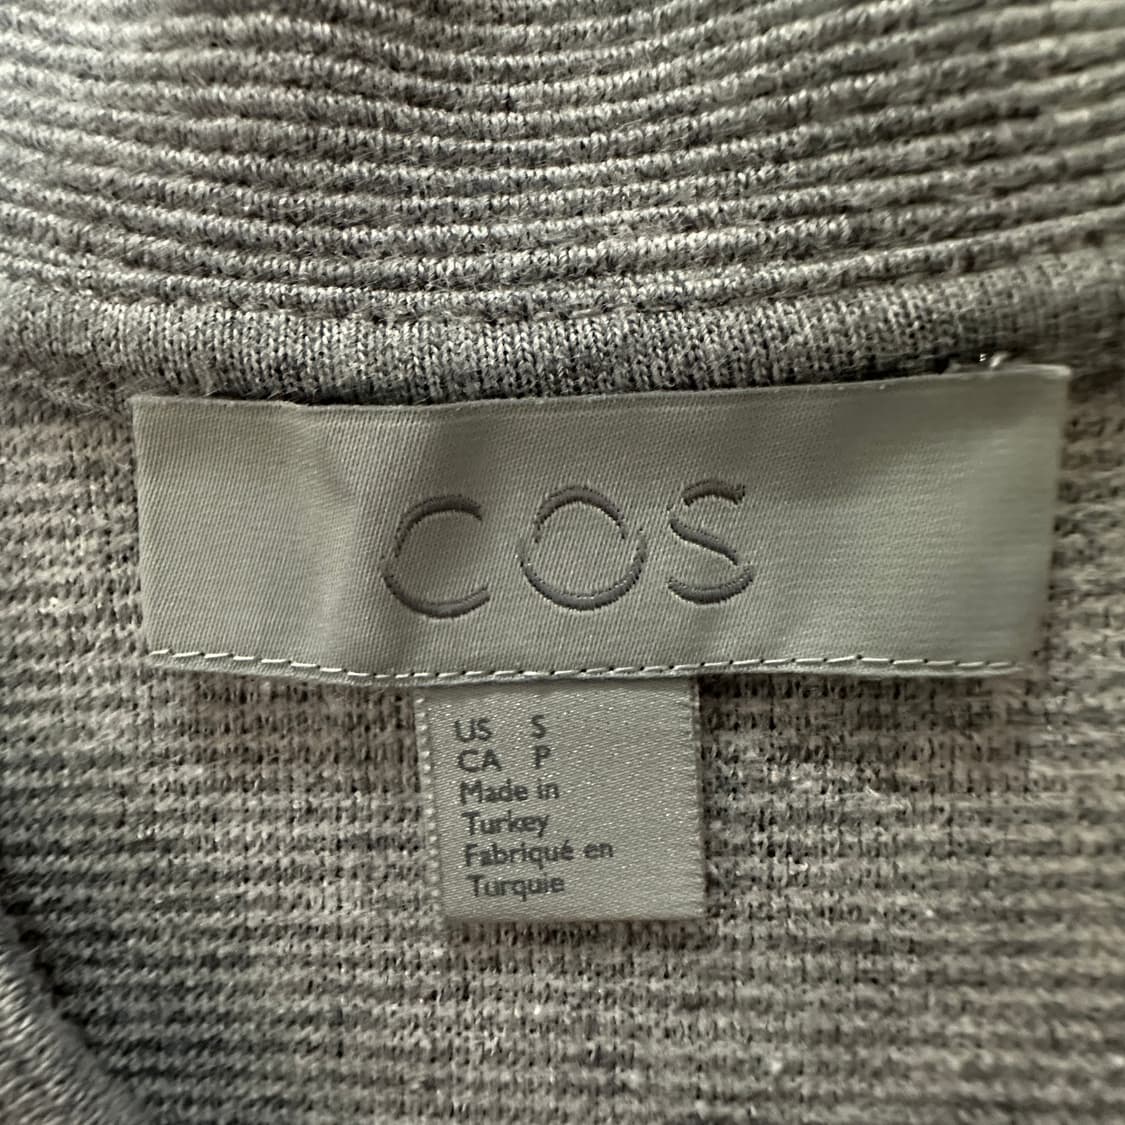 COS
US S
CA P
Made in
Turkey
Fabriqué en
Turquie